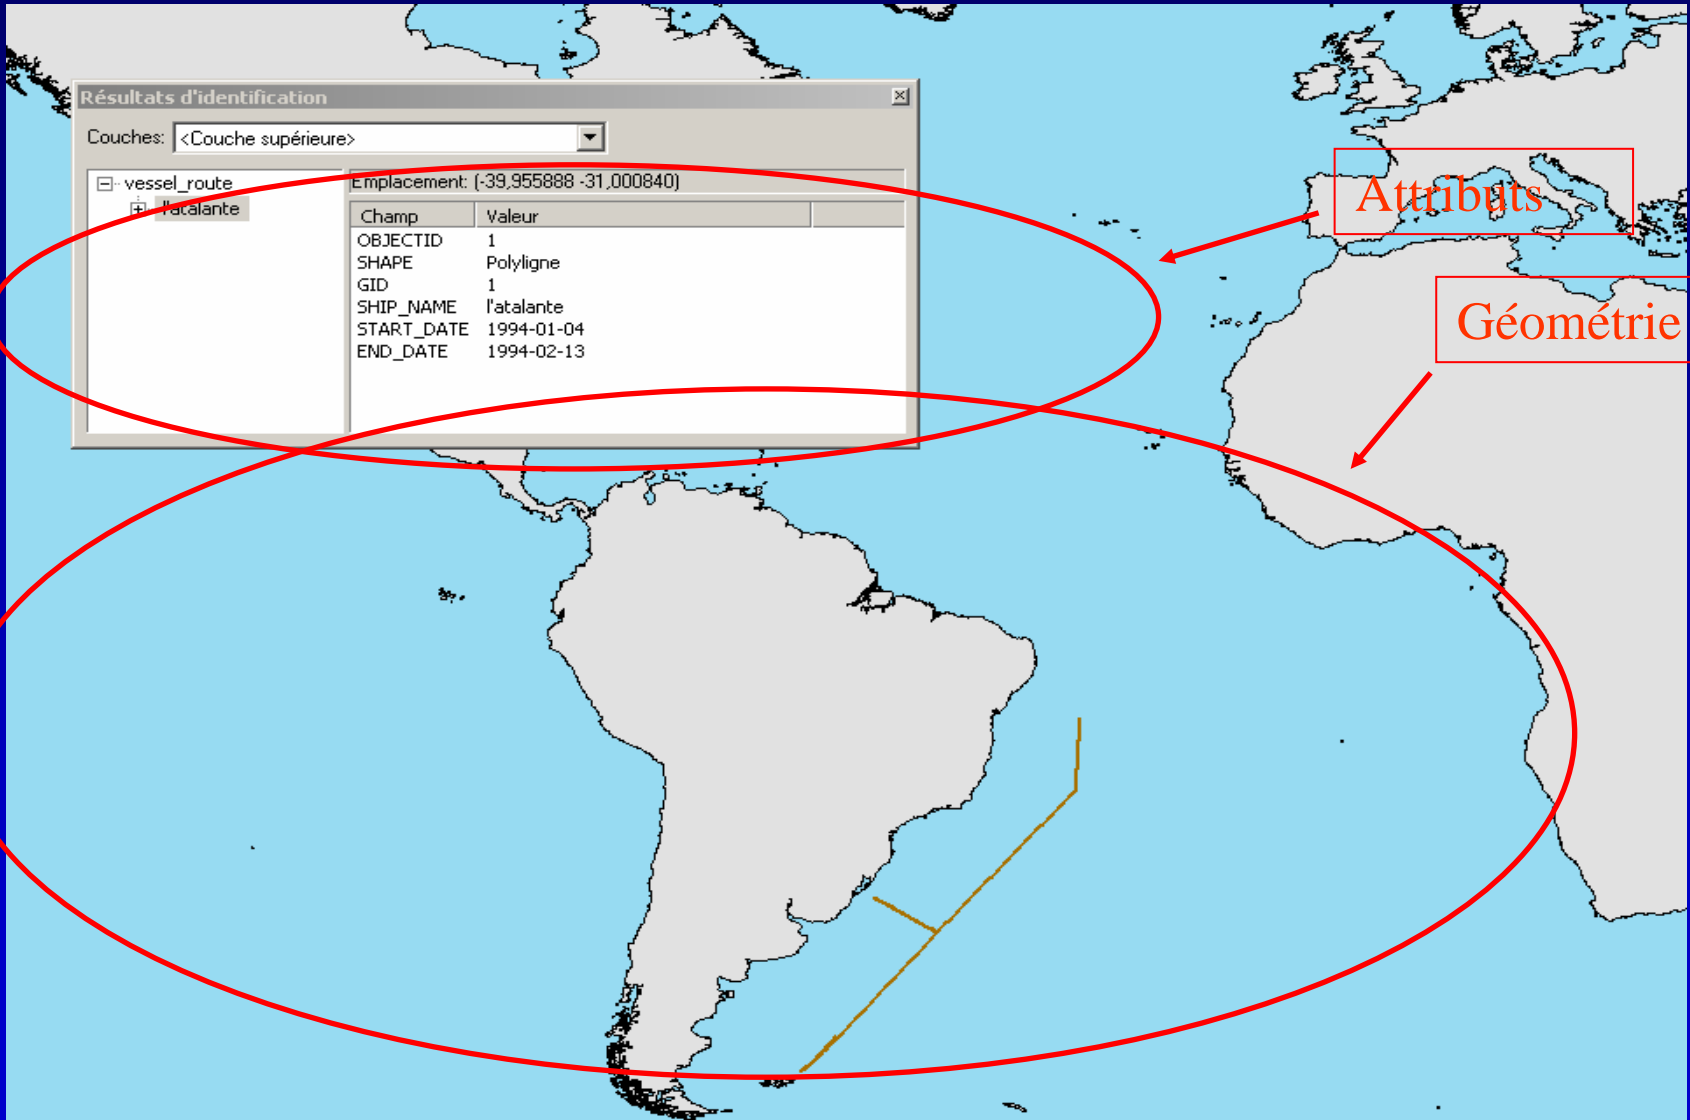 Résultats d'identification
Couches: <Couche supérieure>
vessel_route
l'atalante
Emplacement: (-39,955888 -31,000840)
Champ Valeur
OBJECTID 1
SHAPE Polyligne
GID 1
SHIP_NAME l'atalante
START_DATE 1994-01-04
END_DATE 1994-02-13
Attributs
Géométrie